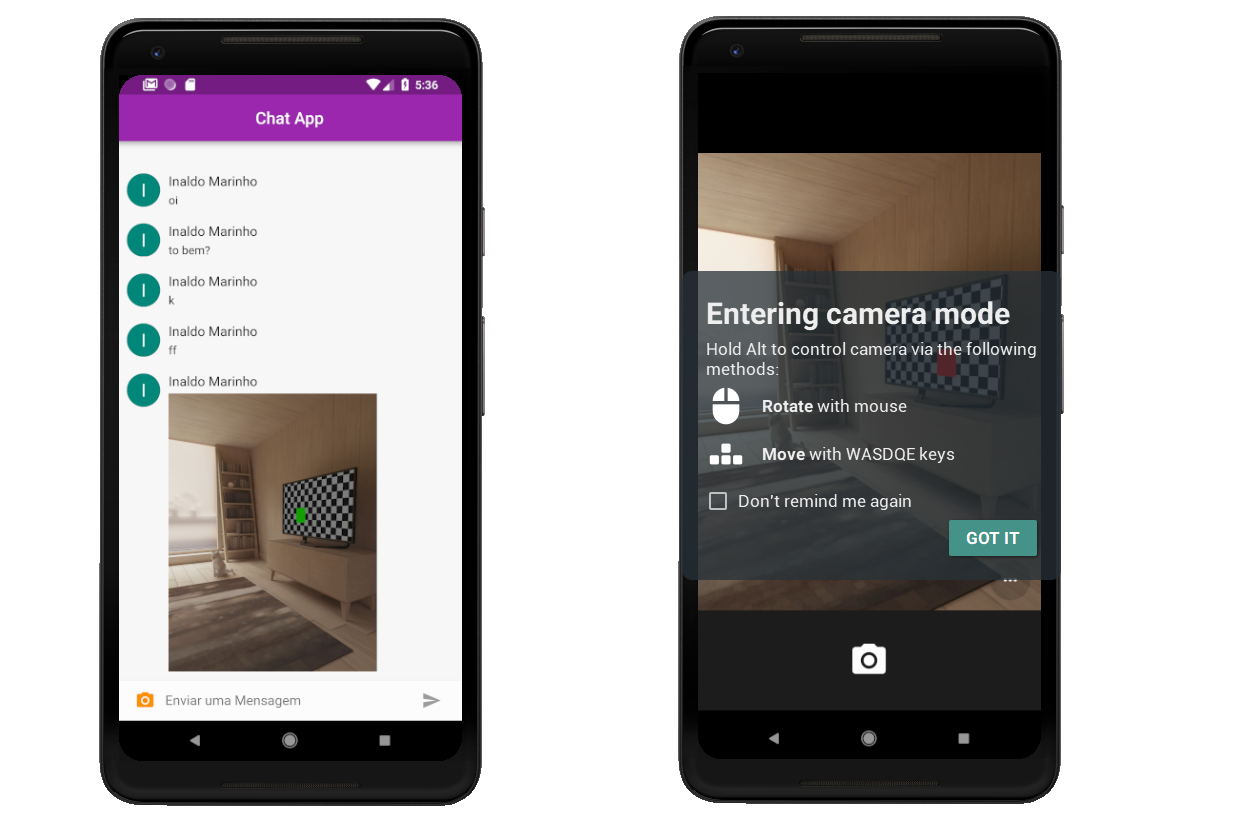 5:36
Chat App
I
Inaldo Marinho
oi
I
Inaldo Marinho
to bem?
I
Inaldo Marinho
k
I
Inaldo Marinho
ff
I
Inaldo Marinho
Enviar uma Mensagem
Entering camera mode
Hold Alt to control camera via the following
methods:
Rotate with mouse
Move with WASDQE keys
Don't remind me again
GOT IT